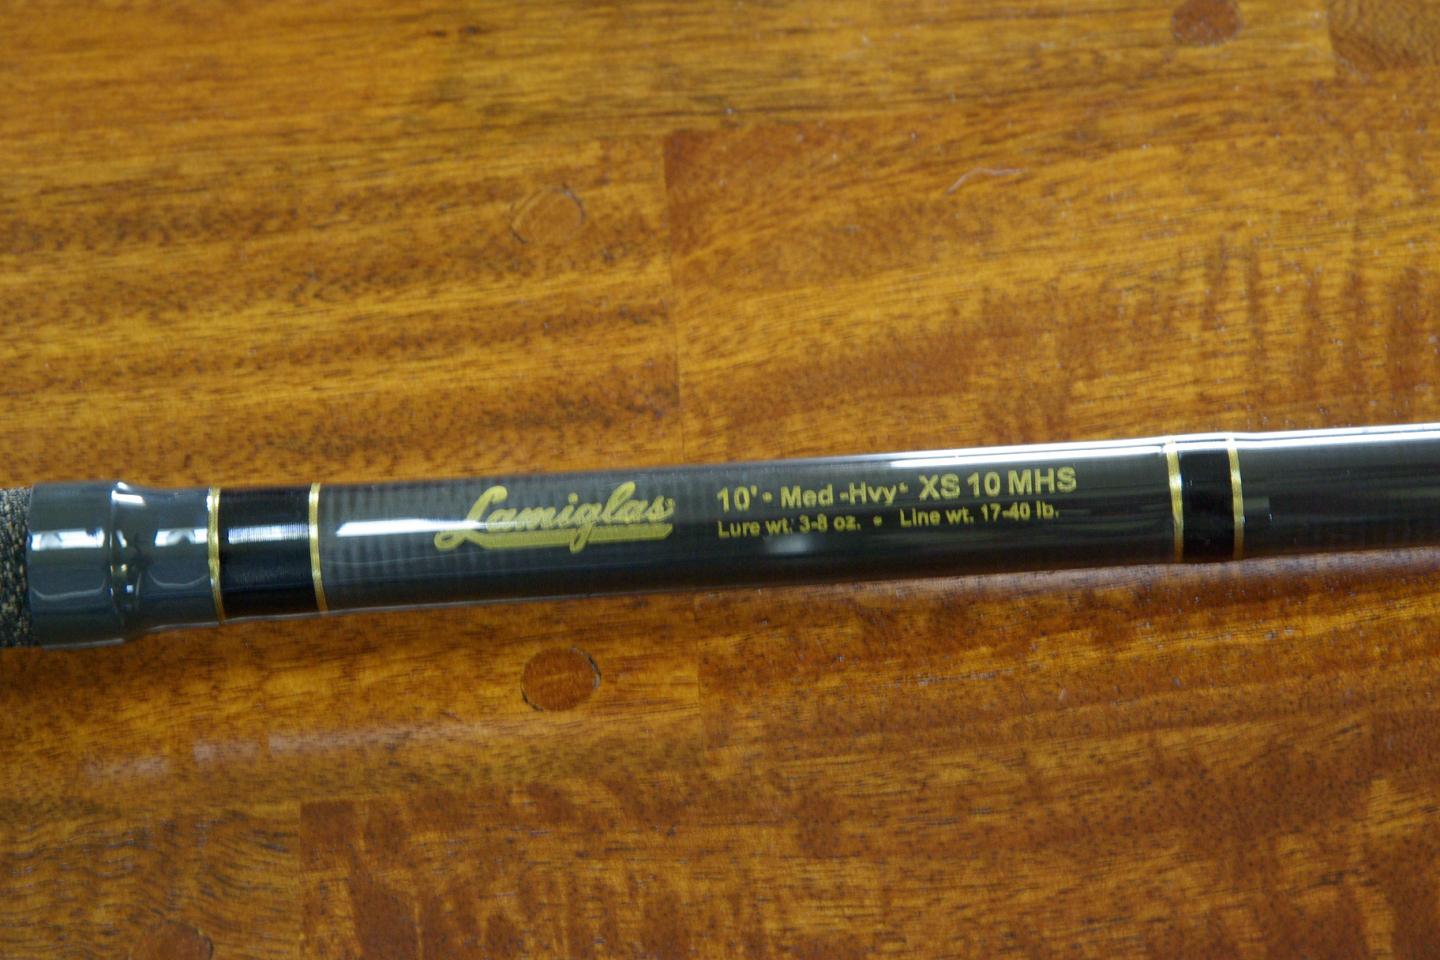 Lamiglas
10' • Med -Hvy• XS 10 MHS
Lure wt. 3-8 oz. • Line wt. 17-40 lb.